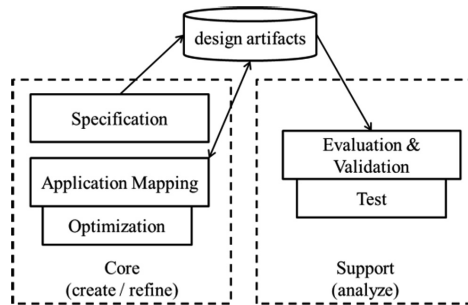 design artifacts
Specification
Application Mapping
Optimization
Core
(create / refine)
Evaluation &
Validation
Test
Support
(analyze)